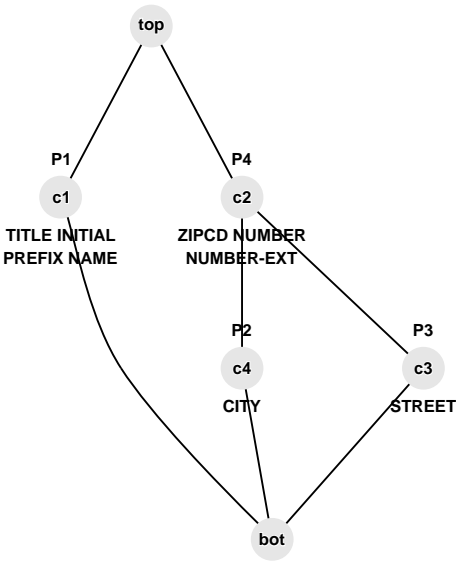 top
P1
P4
c1
c2
TITLE INITIAL
PREFIX NAME
ZIPCD NUMBER
NUMBER-EXT
P2
P3
c4
c3
CITY
STREET
bot